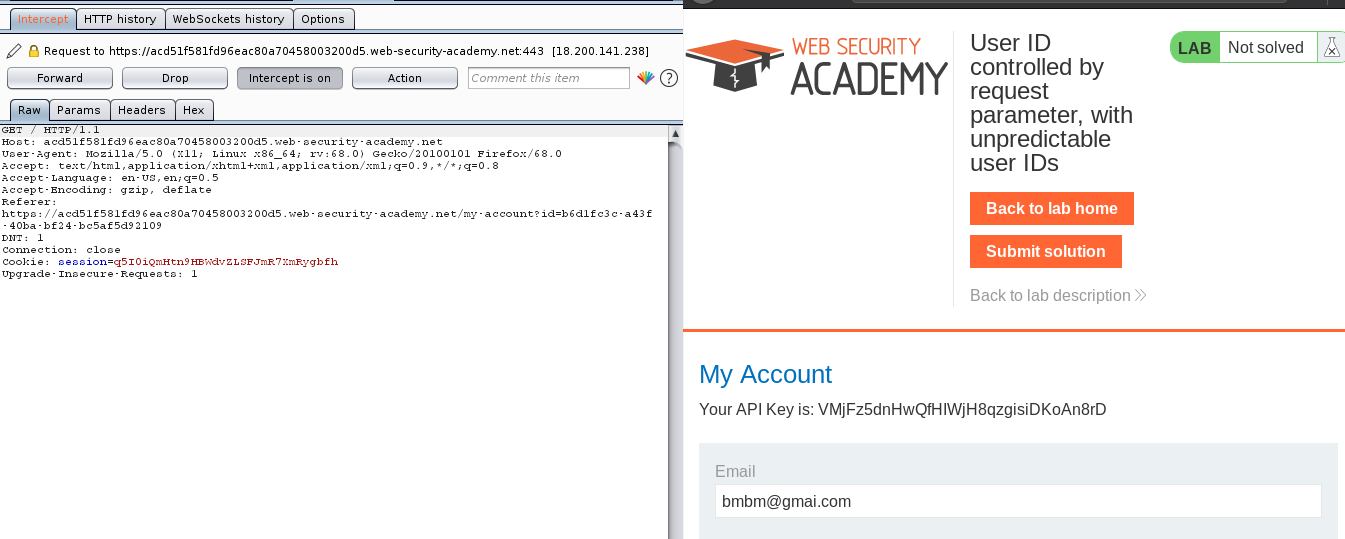 Intercept HTTP history WebSockets history Options
Request to https://acd51f581fd96eac80a70458003200d5.web-security-academy.net:443 [18.200.141.238]
Forward Drop Intercept is on Action Comment this item ?
Raw Params Headers Hex
GET / HTTP/1.1
Host: acd51f581fd96eac80a70458003200d5.web-security-academy.net
User-Agent: Mozilla/5.0 (X11; Linux x86_64; rv:68.0) Gecko/20100101 Firefox/68.0
Accept: text/html,application/xhtml+xml,application/xml;q=0.9,*/*;q=0.8
Accept-Language: en-US,en;q=0.5
Accept-Encoding: gzip, deflate
Referer:
https://acd51f581fd96eac80a70458003200d5.web-security-academy.net/my-account?id=b6d1fc3c-a43f
-40ba-bf24-bc5af5d92109
DNT: 1
Connection: close
Cookie: session=q5I0iQmHtn9HBWdvZLSFJmR7XmRygbfh
Upgrade-Insecure-Requests: 1
WEB SECURITY
ACADEMY
User ID
controlled by
request
parameter, with
unpredictable
user IDs
LAB Not solved
Back to lab home
Submit solution
Back to lab description
My Account
Your API Key is: VMjFz5dnHwQfHIWjH8qzgisiDKoAn8rD
Email
bmbm@gmai.com